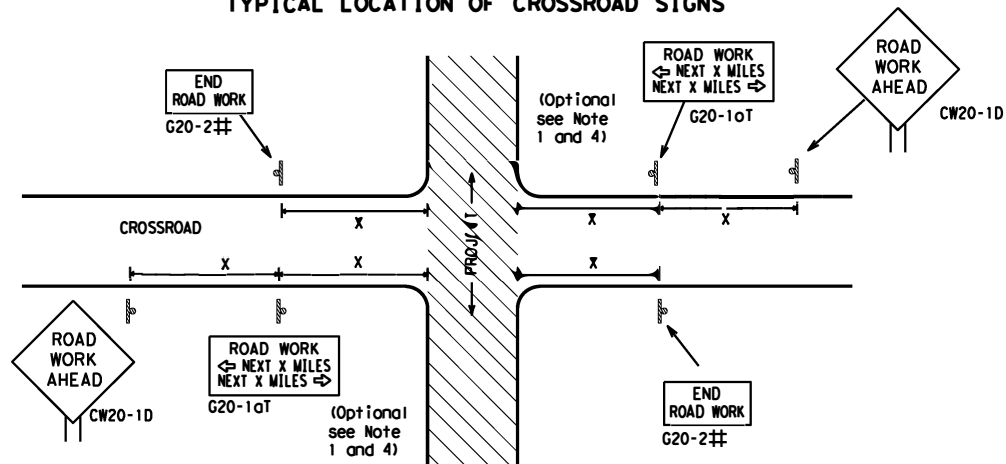 TYPICAL LOCATION OF CROSSROAD SIGNS
END
ROAD WORK
G20-2#
(Optional
see Note
1 and 4)
ROAD WORK
⇦ NEXT X MILES
NEXT X MILES ⇨
G20-1aT
ROAD
WORK
AHEAD
CW20-1D
X
X
X
CROSSROAD
X
X
X
ROAD
WORK
AHEAD
CW20-1D
ROAD WORK
⇦ NEXT X MILES
NEXT X MILES ⇨
G20-1aT
(Optional
see Note
1 and 4)
END
ROAD WORK
G20-2#